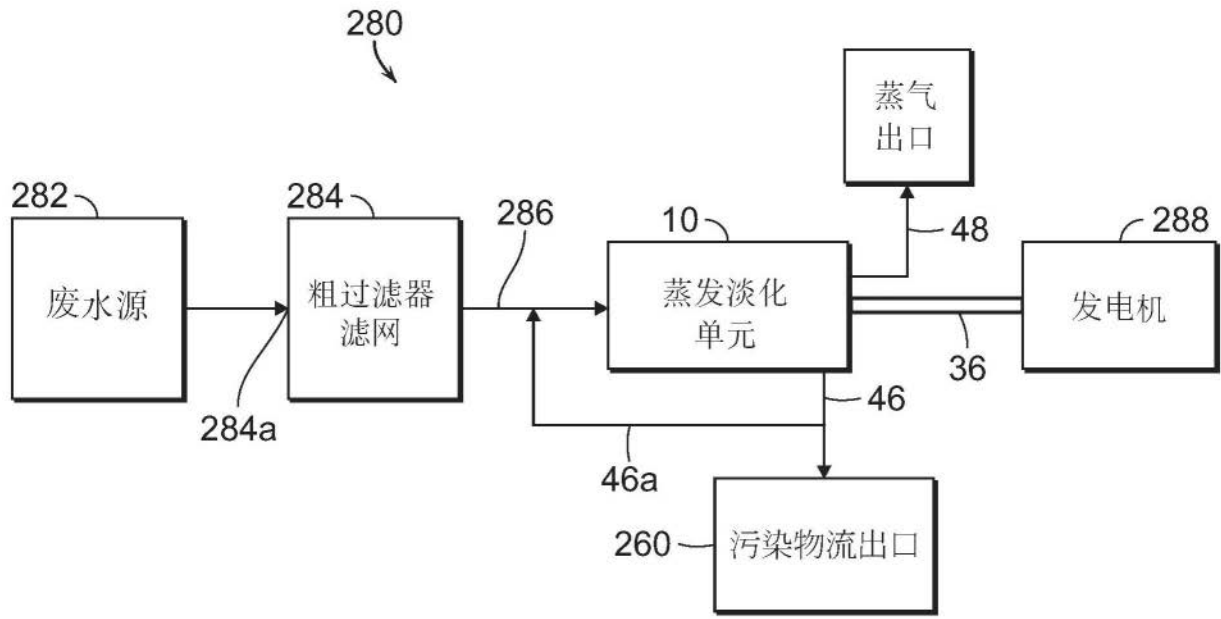 280
蒸气
出口
282
284
286
10
48
288
废水源
粗过滤器
滤网
蒸发淡化
单元
发电机
36
284a
46
46a
260
污染物流出口